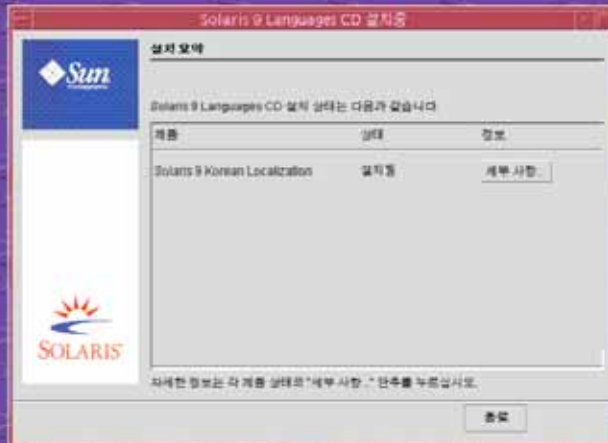 Solaris 9 Languages CD 설치중
Sun
설치 요약
Solaris 9 Languages CD 설치 상태는 다음과 같습니다
제품 상태 정보
Solaris 9 Korean Localization 설치됨 세부 사항...
SOLARIS
자세한 정보는 각 제품 상태의 "세부 사항..." 단추를 누르십시오.
종료